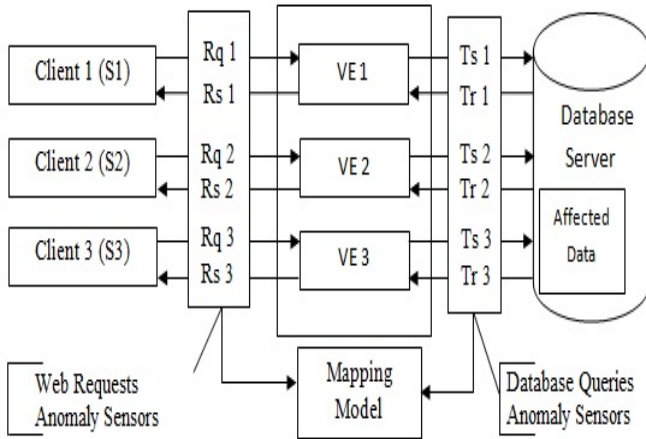 Client 1 (S1)
Rq 1
Rs 1
VE 1
Ts 1
Tr 1
Client 2 (S2)
Rq 2
Rs 2
VE 2
Ts 2
Tr 2
Client 3 (S3)
Rq 3
Rs 3
VE 3
Ts 3
Tr 3
Database
Server
Affected
Data
Web Requests
Anomaly Sensors
Mapping
Model
Database Queries
Anomaly Sensors